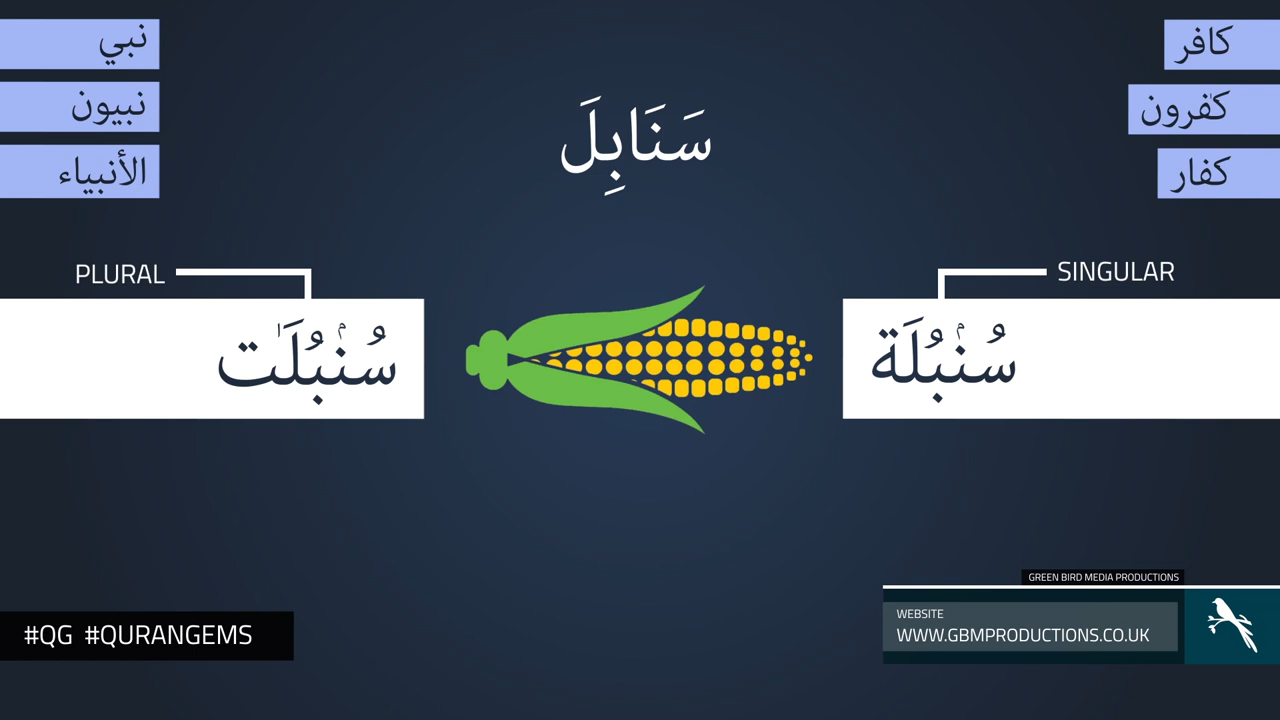 نبي
نبيون
الأنبياء
كافر
كٰفرون
كفار
سَنَابِلَ
PLURAL
SINGULAR
سُنۢبُلَٰت
سُنۢبُلَة
GREEN BIRD MEDIA PRODUCTIONS
WEBSITE
WWW.GBMPRODUCTIONS.CO.UK
#QG #QURANGEMS